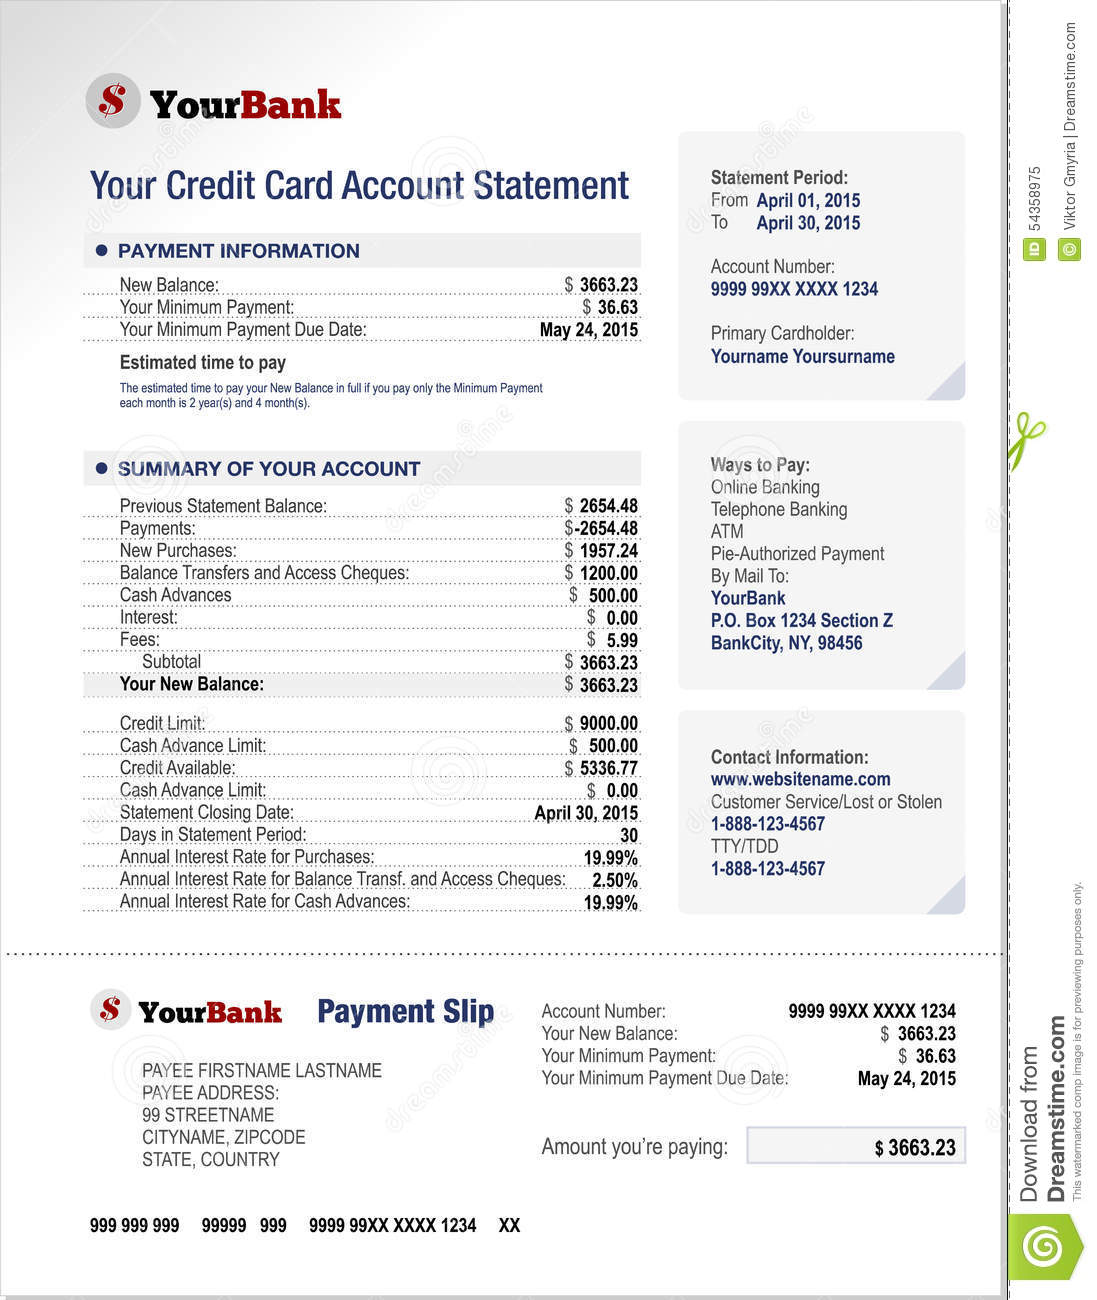 $ YourBank
Your Credit Card Account Statement
PAYMENT INFORMATION
New Balance: $ 3663.23
Your Minimum Payment: $ 36.63
Your Minimum Payment Due Date: May 24, 2015
Estimated time to pay
The estimated time to pay your New Balance in full if you pay only the Minimum Payment
each month is 2 year(s) and 4 month(s).
SUMMARY OF YOUR ACCOUNT
Previous Statement Balance: $ 2654.48
Payments: $-2654.48
New Purchases: $ 1957.24
Balance Transfers and Access Cheques: $ 1200.00
Cash Advances $ 500.00
Interest: $ 0.00
Fees: $ 5.99
Subtotal $ 3663.23
Your New Balance: $ 3663.23
Credit Limit: $ 9000.00
Cash Advance Limit: $ 500.00
Credit Available: $ 5336.77
Cash Advance Limit: $ 0.00
Statement Closing Date: April 30, 2015
Days in Statement Period: 30
Annual Interest Rate for Purchases: 19.99%
Annual Interest Rate for Balance Transf. and Access Cheques: 2.50%
Annual Interest Rate for Cash Advances: 19.99%
Statement Period:
From April 01, 2015
To April 30, 2015
Account Number:
9999 99XX XXXX 1234
Primary Cardholder:
Yourname Yoursurname
Ways to Pay:
Online Banking
Telephone Banking
ATM
Pie-Authorized Payment
By Mail To:
YourBank
P.O. Box 1234 Section Z
BankCity, NY, 98456
Contact Information:
www.websitename.com
Customer Service/Lost or Stolen
1-888-123-4567
TTY/TDD
1-888-123-4567
$ YourBank Payment Slip
PAYEE FIRSTNAME LASTNAME
PAYEE ADDRESS:
99 STREETNAME
CITYNAME, ZIPCODE
STATE, COUNTRY
Account Number: 9999 99XX XXXX 1234
Your New Balance: $ 3663.23
Your Minimum Payment: $ 36.63
Your Minimum Payment Due Date: May 24, 2015
Amount you're paying: $ 3663.23
999 999 999 99999 999 9999 99XX XXXX 1234 XX
ID 54358975
© Viktor Gmyria | Dreamstime.com
Download from
Dreamstime.com
This watermarked comp image is for previewing purposes only.
dreamstime